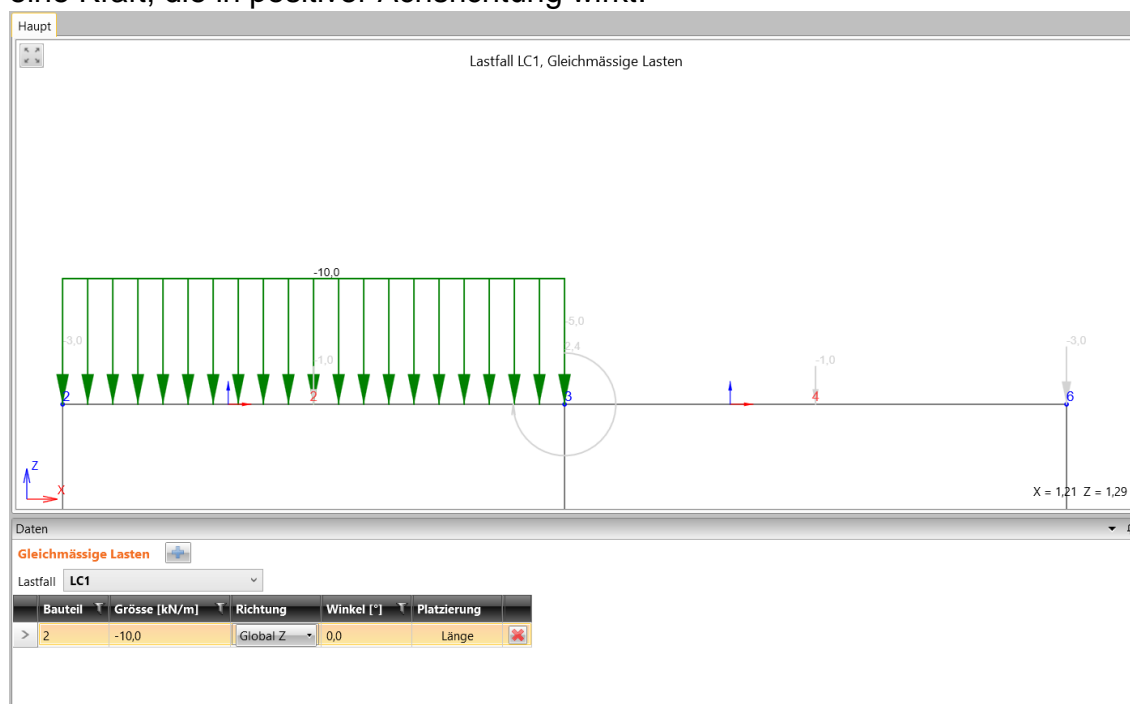 eine Kraft, die in positiver Achsrichtung wirkt.
Haupt
Lastfall LC1, Gleichmässige Lasten
-10,0
-3,0
-5,0
2,4
-1,0
-1,0
-3,0
2
2
3
4
6
Z
X
X = 1,21 Z = 1,29
Daten
Gleichmässige Lasten
Lastfall LC1
Bauteil Grösse [kN/m] Richtung Winkel [°] Platzierung
> 2 -10,0 Global Z 0,0 Länge